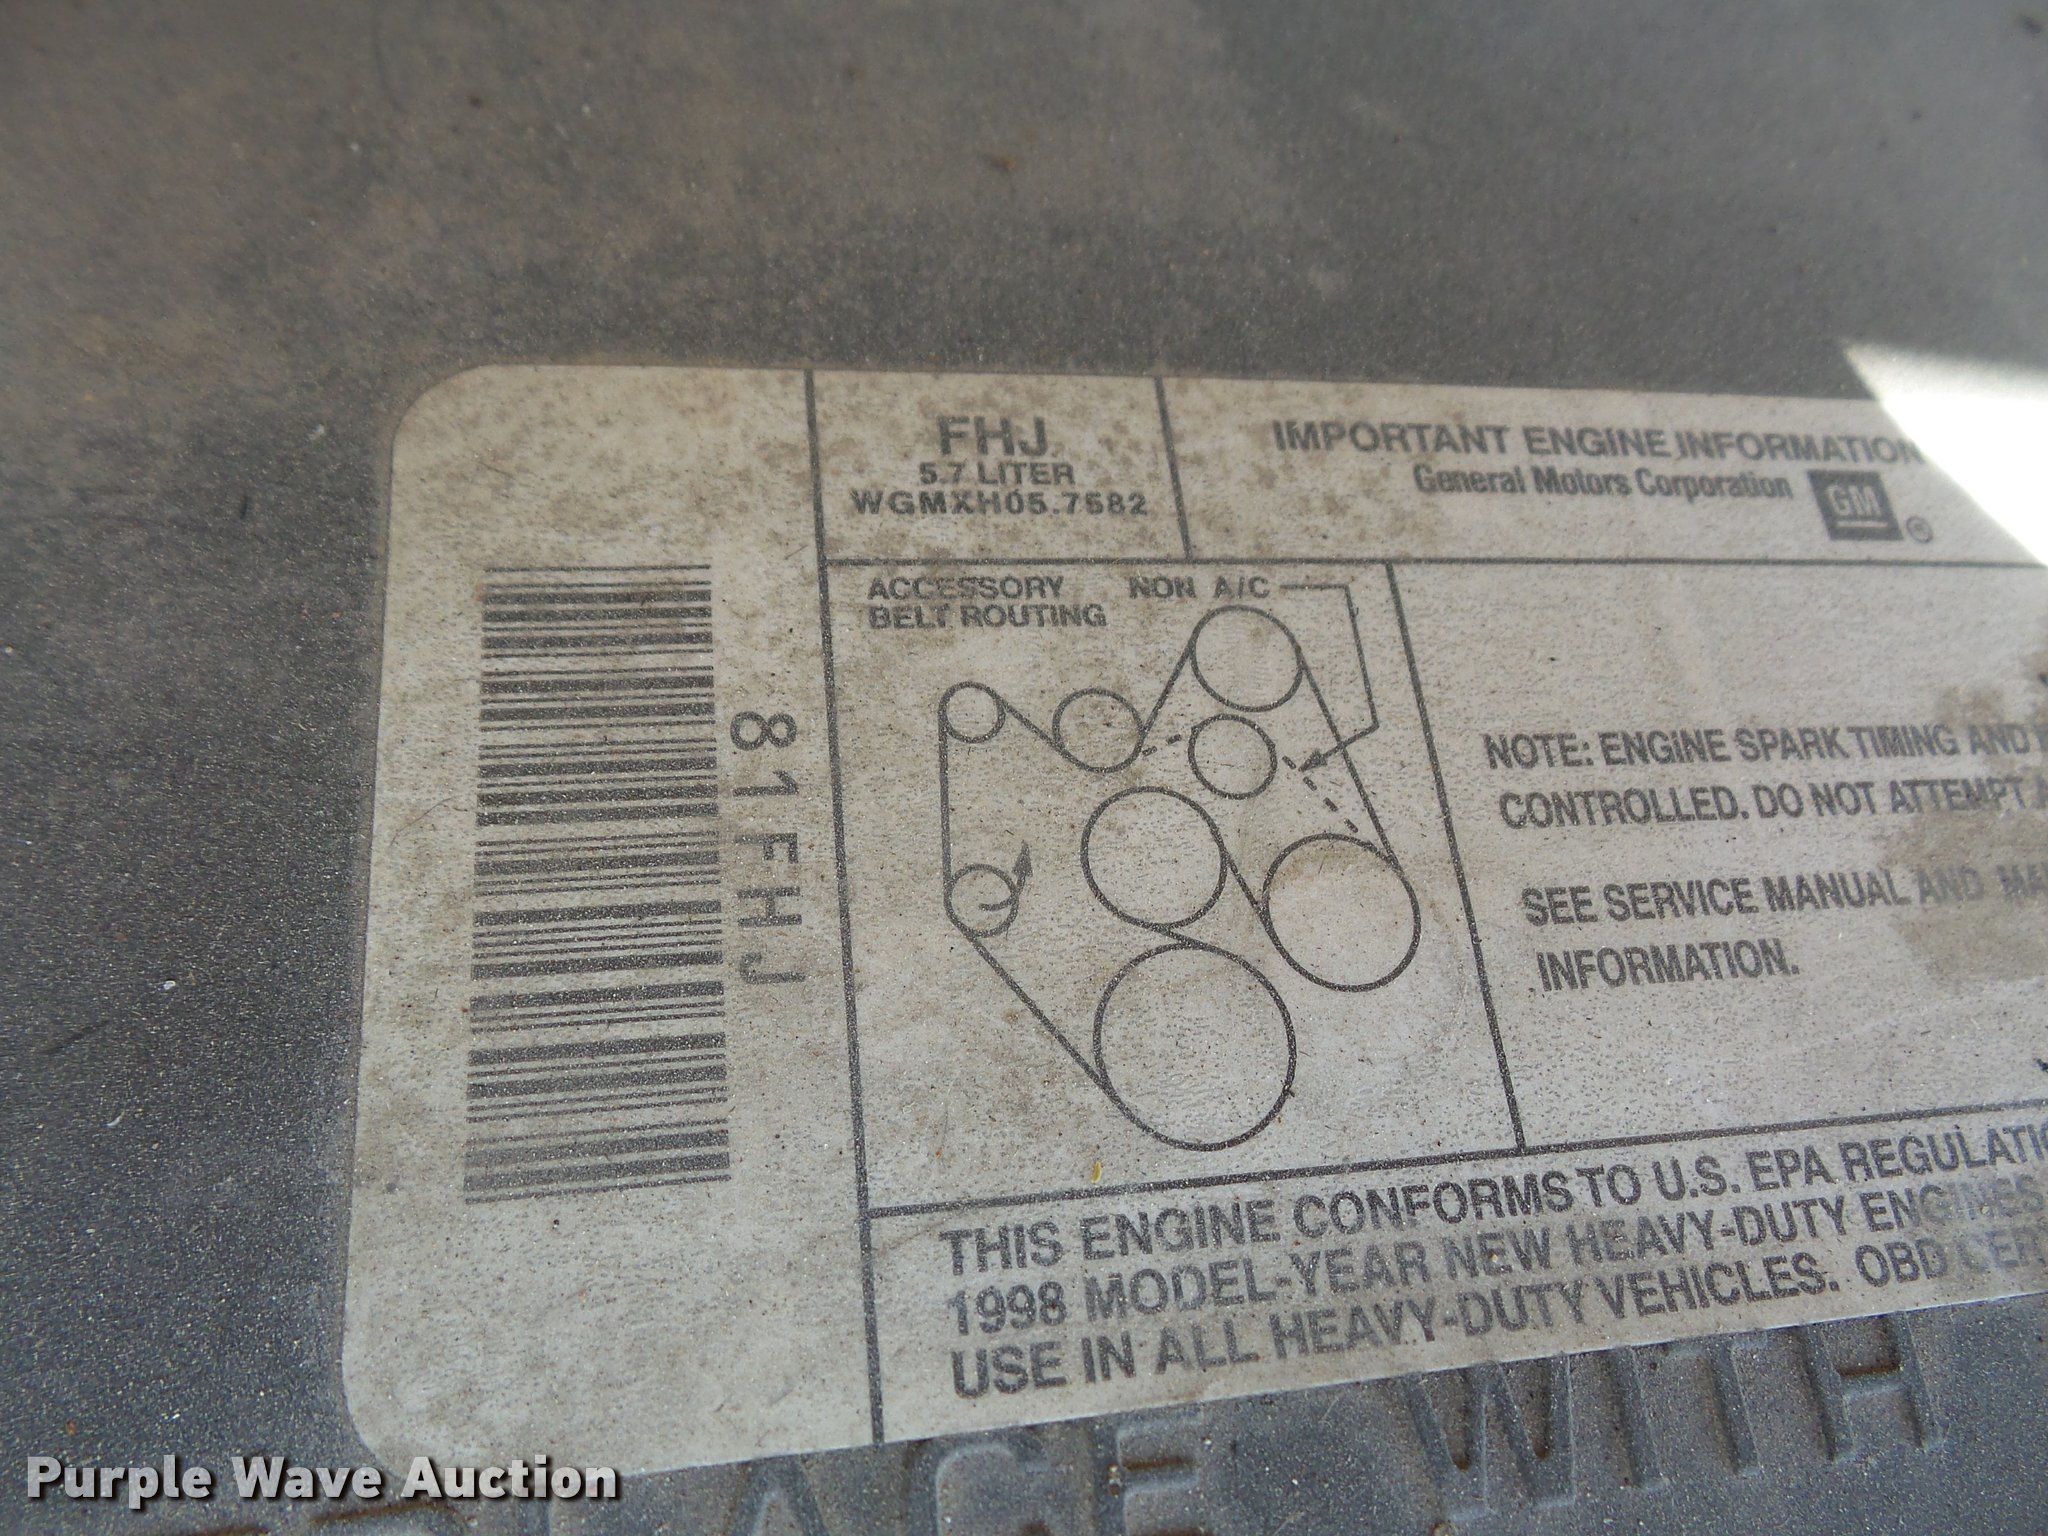 FHJ
5.7 LITER
WGMXH05.7582
IMPORTANT ENGINE INFORMATION
General Motors Corporation GM ®
81FHJ
ACCESSORY NON A/C
BELT ROUTING
NOTE: ENGINE SPARK TIMING AND
CONTROLLED. DO NOT ATTEMPT
SEE SERVICE MANUAL AND
INFORMATION.
THIS ENGINE CONFORMS TO U.S. EPA REGULATIO
1998 MODEL-YEAR NEW HEAVY-DUTY ENGINES.
USE IN ALL HEAVY-DUTY VEHICLES. OBD CER
WITH
Purple Wave Auction